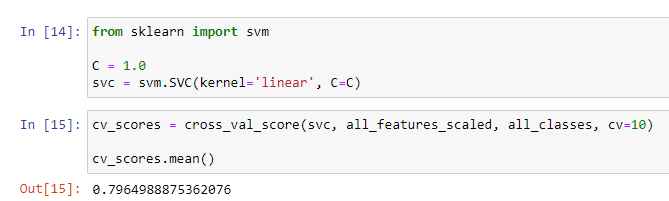 In [14]: from sklearn import svm
C = 1.0
svc = svm.SVC(kernel='linear', C=C)
In [15]: cv_scores = cross_val_score(svc, all_features_scaled, all_classes, cv=10)
cv_scores.mean()
Out[15]: 0.7964988875362076